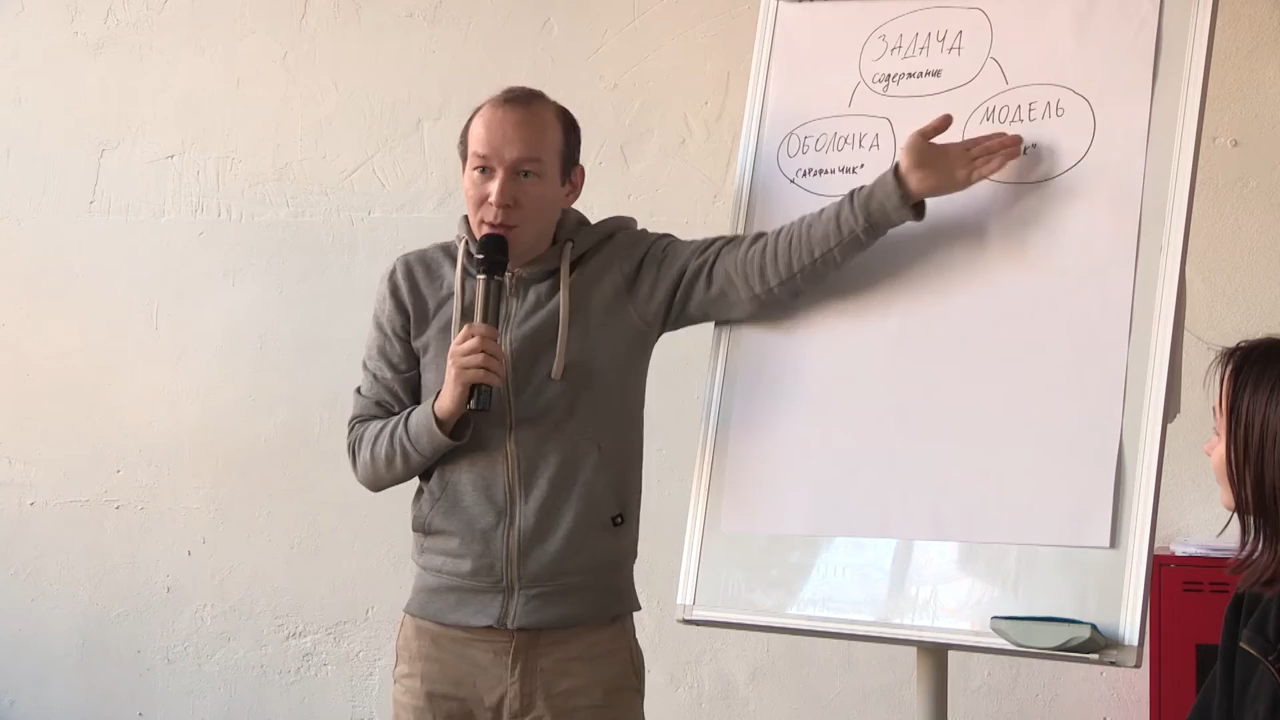 ЗАДАЧА
содержание
ОБОЛОЧКА
„САРАФАНЧИК"
МОДЕЛЬ